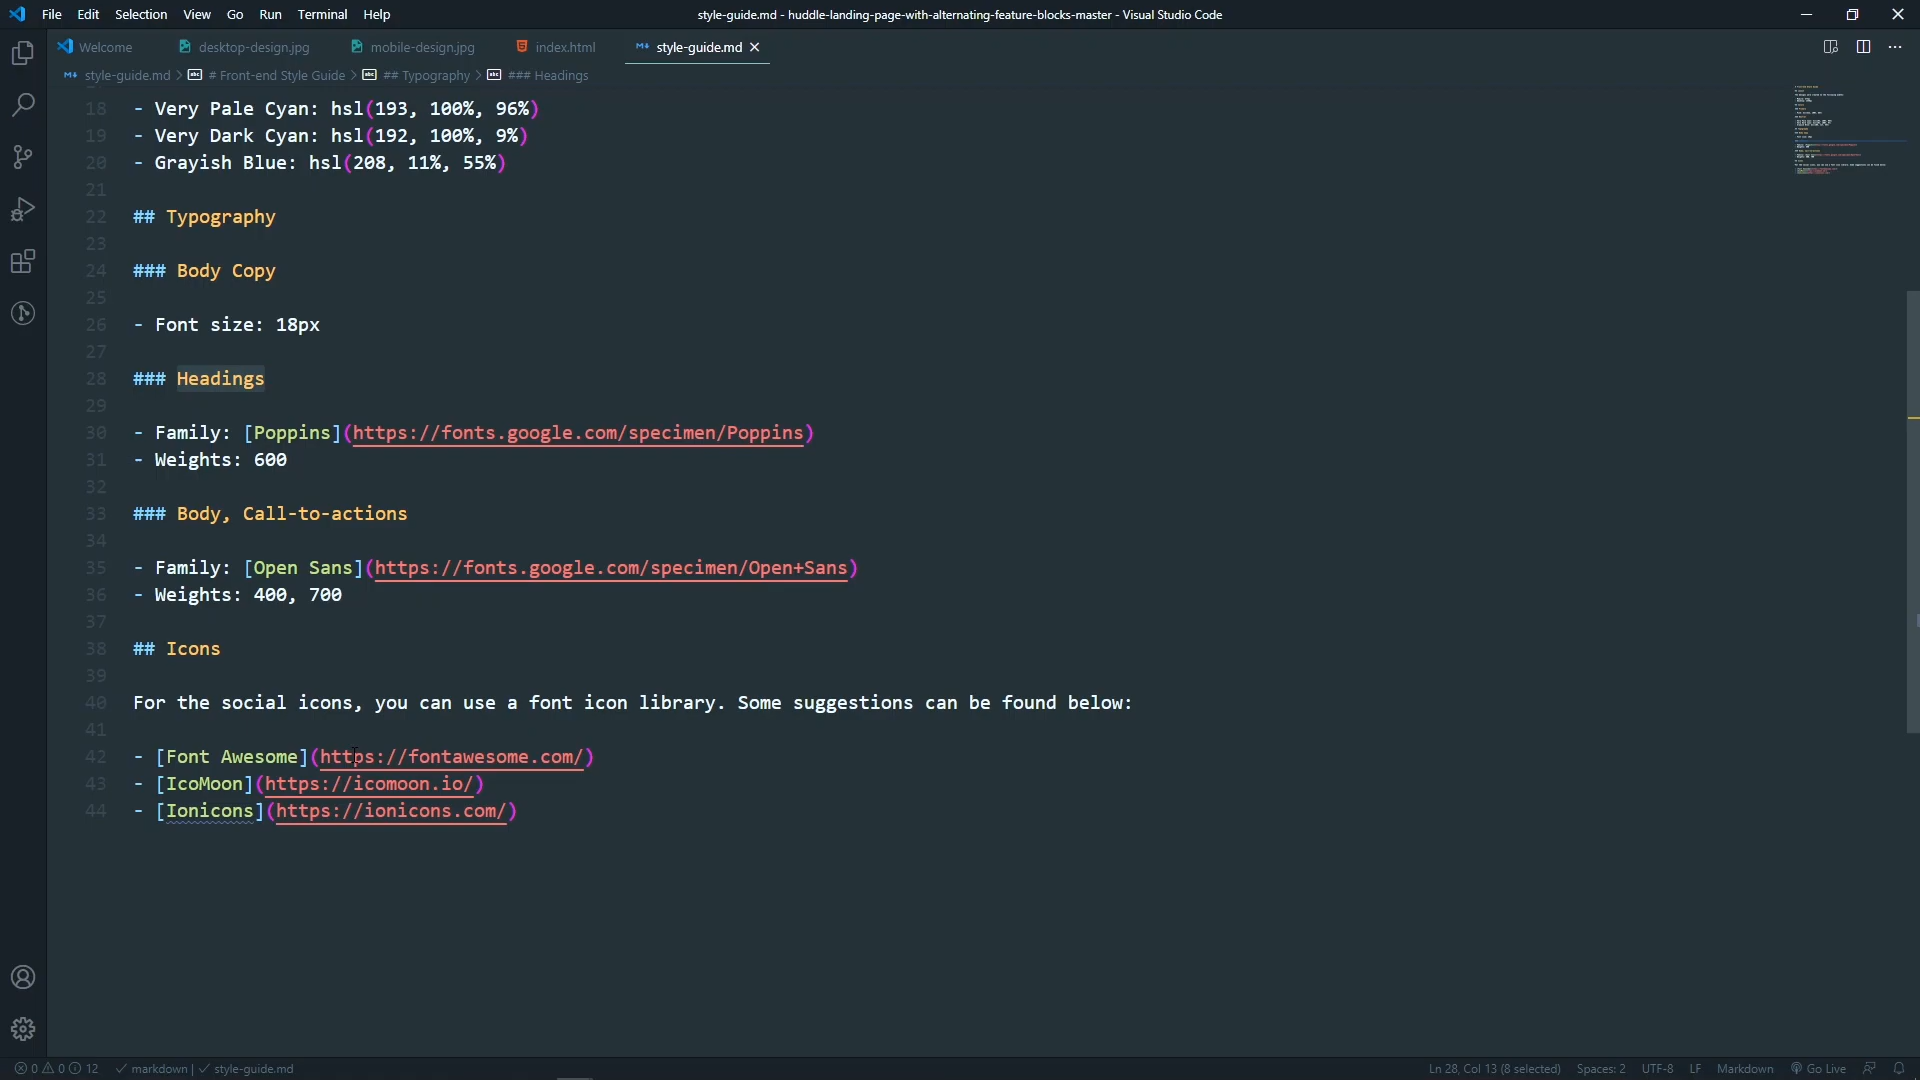 File Edit Selection View Go Run Terminal Help
style-guide.md - huddle-landing-page-with-alternating-feature-blocks-master - Visual Studio Code
Welcome desktop-design.jpg mobile-design.jpg index.html style-guide.md
style-guide.md > # Front-end Style Guide > ## Typography > ### Headings
18 - Very Pale Cyan: hsl(193, 100%, 96%)
19 - Very Dark Cyan: hsl(192, 100%, 9%)
20 - Grayish Blue: hsl(208, 11%, 55%)
21
22 ## Typography
23
24 ### Body Copy
25
26 - Font size: 18px
27
28 ### Headings
29
30 - Family: [Poppins](https://fonts.google.com/specimen/Poppins)
31 - Weights: 600
32
33 ### Body, Call-to-actions
34
35 - Family: [Open Sans](https://fonts.google.com/specimen/Open+Sans)
36 - Weights: 400, 700
37
38 ## Icons
39
40 For the social icons, you can use a font icon library. Some suggestions can be found below:
41
42 - [Font Awesome](https://fontawesome.com/)
43 - [IcoMoon](https://icomoon.io/)
44 - [Ionicons](https://ionicons.com/)
0 0 12 markdown | style-guide.md Ln 28, Col 13 (8 selected) Spaces: 2 UTF-8 LF Markdown Go Live